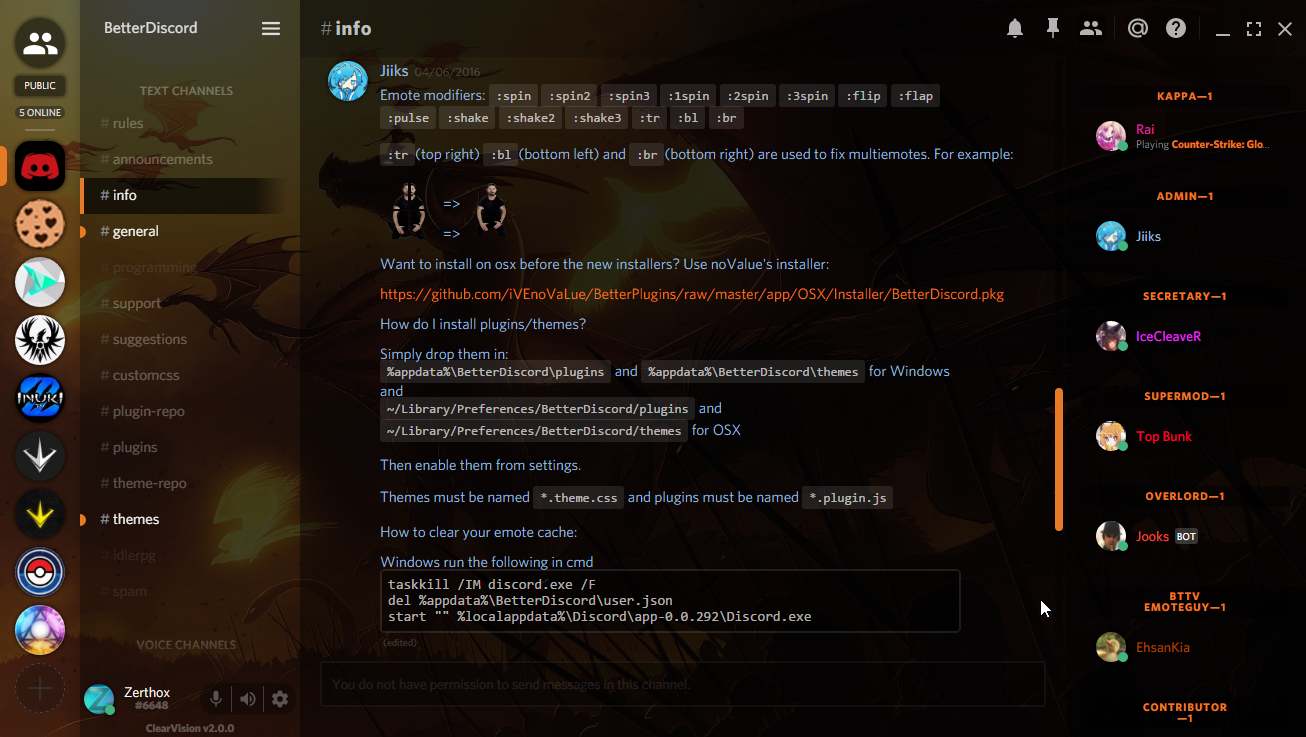 PUBLIC
5 ONLINE
BetterDiscord
TEXT CHANNELS
# rules
# announcements
# info
# general
# programming
# support
# suggestions
# customcss
# plugin-repo
# plugins
# theme-repo
# themes
# idlerpg
# spam
VOICE CHANNELS
Zerthox
#6648
ClearVision v2.0.0
# info
Jiiks 04/06/2016
Emote modifiers: :spin :spin2 :spin3 :1spin :2spin :3spin :flip :flap
:pulse :shake :shake2 :shake3 :tr :bl :br
:tr (top right) :bl (bottom left) and :br (bottom right) are used to fix multiemotes. For example:
=>
=>
Want to install on osx before the new installers? Use noValue's installer:
https://github.com/iVEnoVaLue/BetterPlugins/raw/master/app/OSX/Installer/BetterDiscord.pkg
How do I install plugins/themes?
Simply drop them in:
%appdata%\BetterDiscord\plugins and %appdata%\BetterDiscord\themes for Windows
and
~/Library/Preferences/BetterDiscord/plugins and
~/Library/Preferences/BetterDiscord/themes for OSX
Then enable them from settings.
Themes must be named *.theme.css and plugins must be named *.plugin.js
How to clear your emote cache:
Windows run the following in cmd
taskkill /IM discord.exe /F
del %appdata%\BetterDiscord\user.json
start "" %localappdata%\Discord\app-0.0.292\Discord.exe
(edited)
You do not have permission to send messages in this channel.
KAPPA—1
Rai
Playing Counter-Strike: Glo...
ADMIN—1
Jiiks
SECRETARY—1
IceCleaveR
SUPERMOD—1
Top Bunk
OVERLORD—1
Jooks BOT
BTTV
EMOTEGUY—1
EhsanKia
CONTRIBUTOR
—1